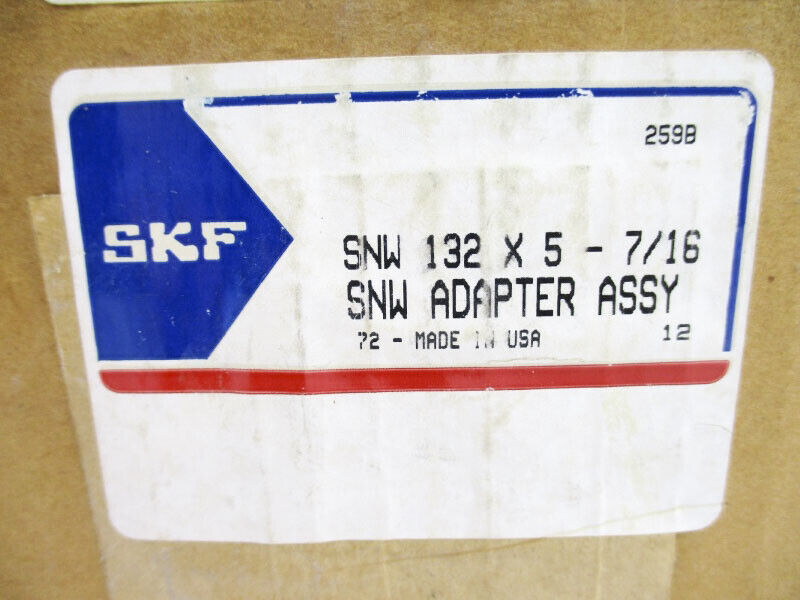 259B
SKF
SNW 132 X 5 - 7/16
SNW ADAPTER ASSY
72 - MADE IN USA 12